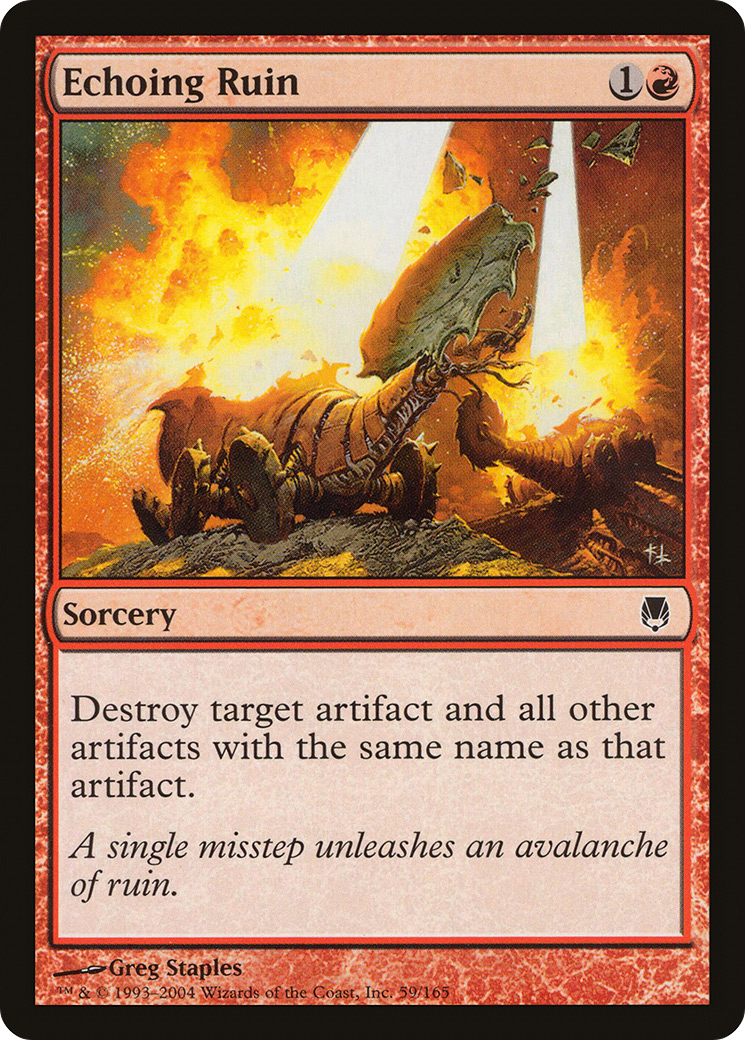 Echoing Ruin 1
Sorcery
Destroy target artifact and all other
artifacts with the same name as that
artifact.
A single misstep unleashes an avalanche
of ruin.
Greg Staples
™ & © 1993–2004 Wizards of the Coast, Inc. 59/165